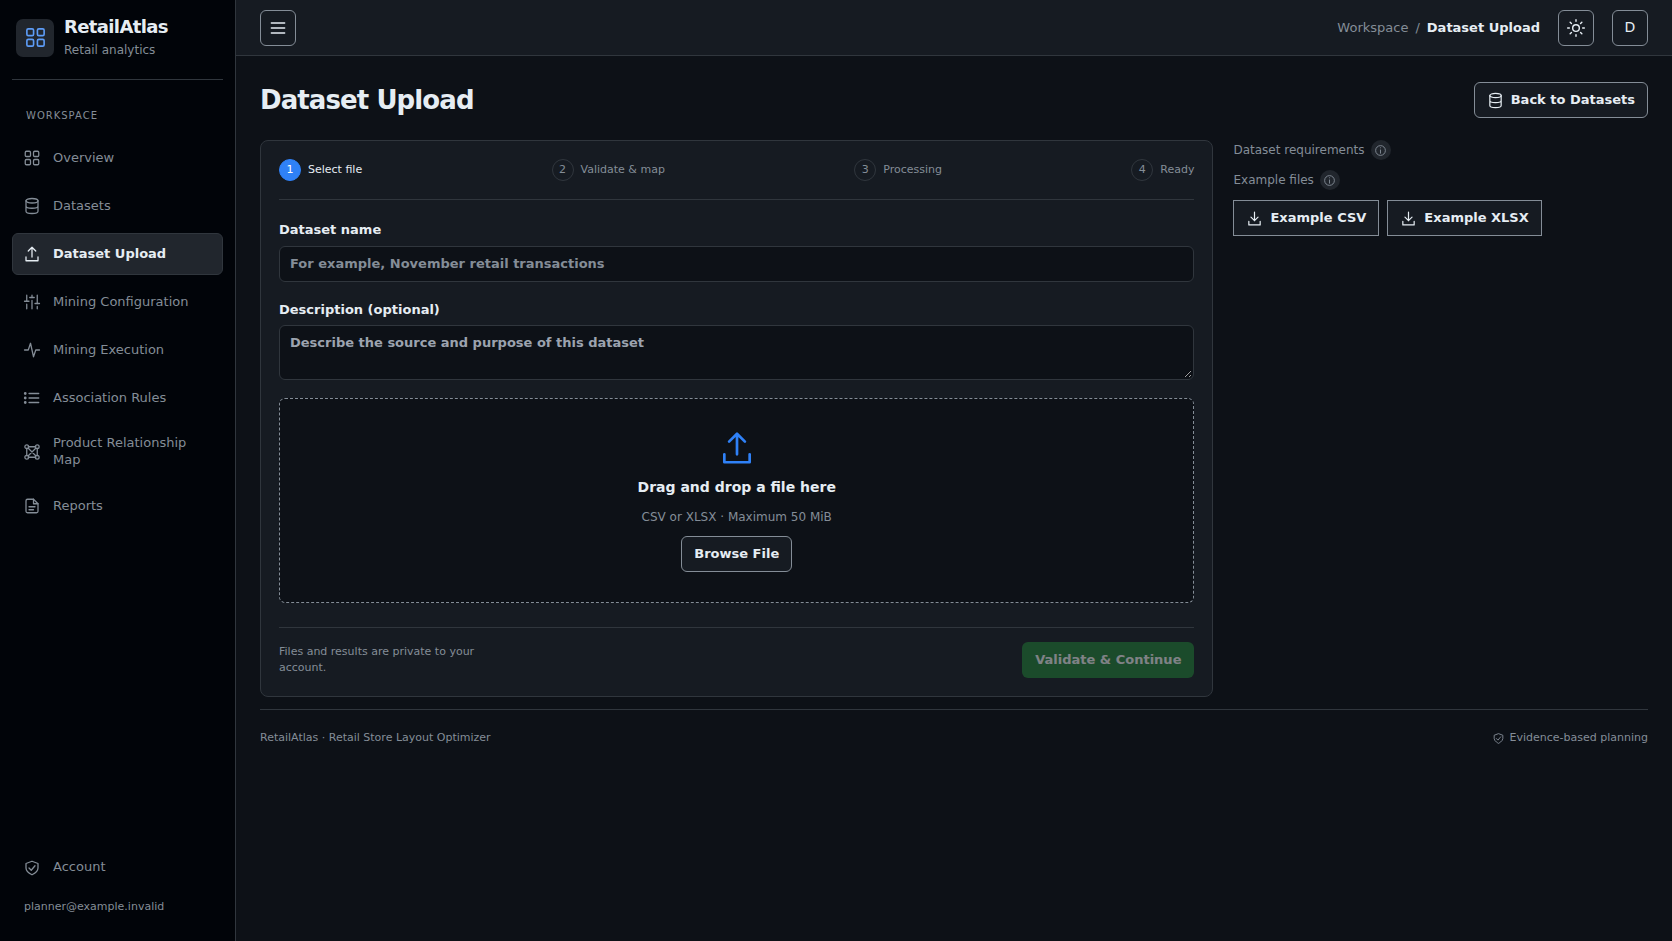 RetailAtlas
Retail analytics
WORKSPACE
Overview
Datasets
Dataset Upload
Mining Configuration
Mining Execution
Association Rules
Product Relationship
Map
Reports
Account
planner@example.invalid
Workspace / Dataset Upload
D
Dataset Upload
Back to Datasets
1 Select file
2 Validate & map
3 Processing
4 Ready
Dataset name
For example, November retail transactions
Description (optional)
Describe the source and purpose of this dataset
Drag and drop a file here
CSV or XLSX · Maximum 50 MiB
Browse File
Files and results are private to your
account.
Validate & Continue
Dataset requirements
Example files
Example CSV
Example XLSX
RetailAtlas · Retail Store Layout Optimizer
Evidence-based planning